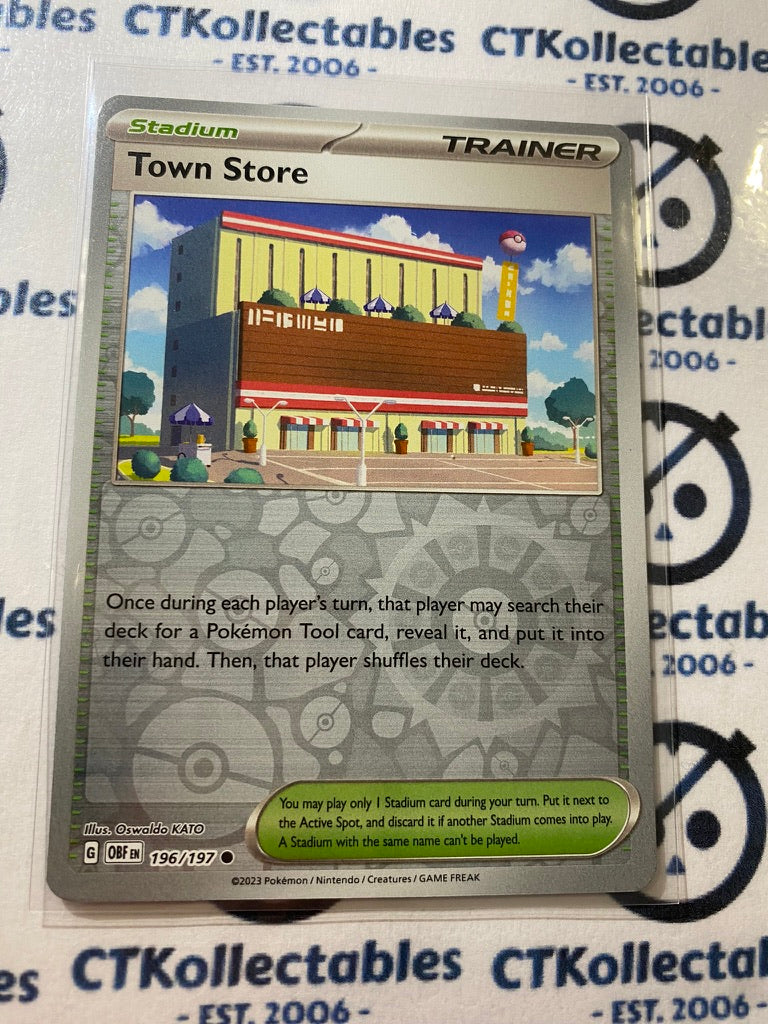 CTKollectables
- EST. 2006 -
CTKollectables
- EST. 2006 -
Stadium
TRAINER
Town Store
Once during each player's turn, that player may search their
deck for a Pokémon Tool card, reveal it, and put it into
their hand. Then, that player shuffles their deck.
You may play only 1 Stadium card during your turn. Put it next to
the Active Spot, and discard it if another Stadium comes into play.
A Stadium with the same name can't be played.
Illus. Oswaldo KATO
G OBF EN 196/197
©2023 Pokémon / Nintendo / Creatures / GAME FREAK
CTKollectables
- EST. 2006 -
CTKollecta
- EST. 2006